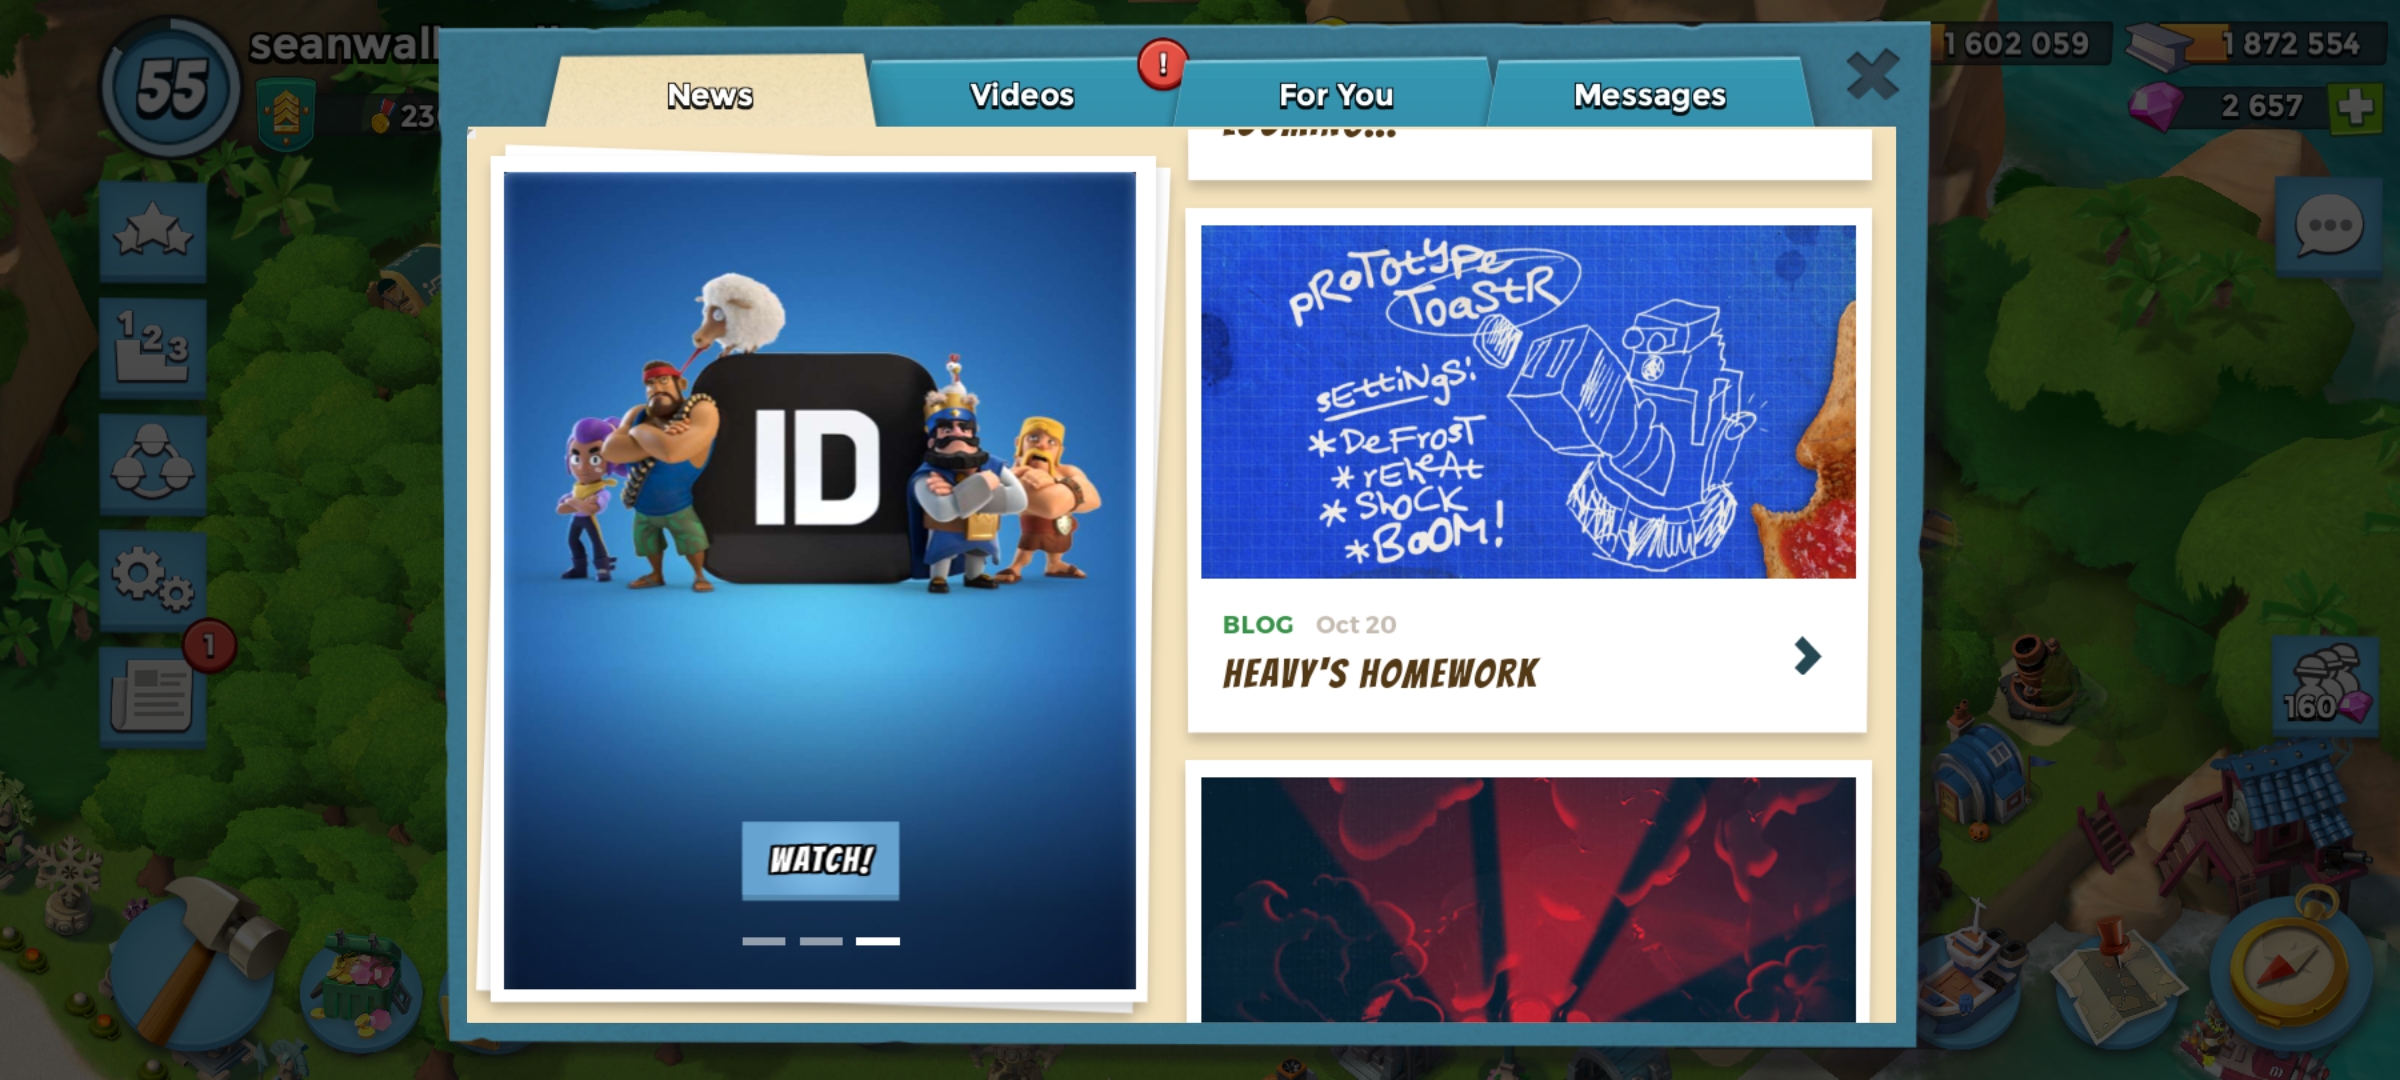 55
seanwall
23
News
Videos
!
For You
Messages
1 602 059
1 872 554
2 657
ID
WATCH!
PRoTotype
ToaStR
SEttiNgS:
*DeFrosT
*rEheAt
*ShoCK
*BOOM!
BLOG Oct 20
HEAVY'S HOMEWORK
123
1
160